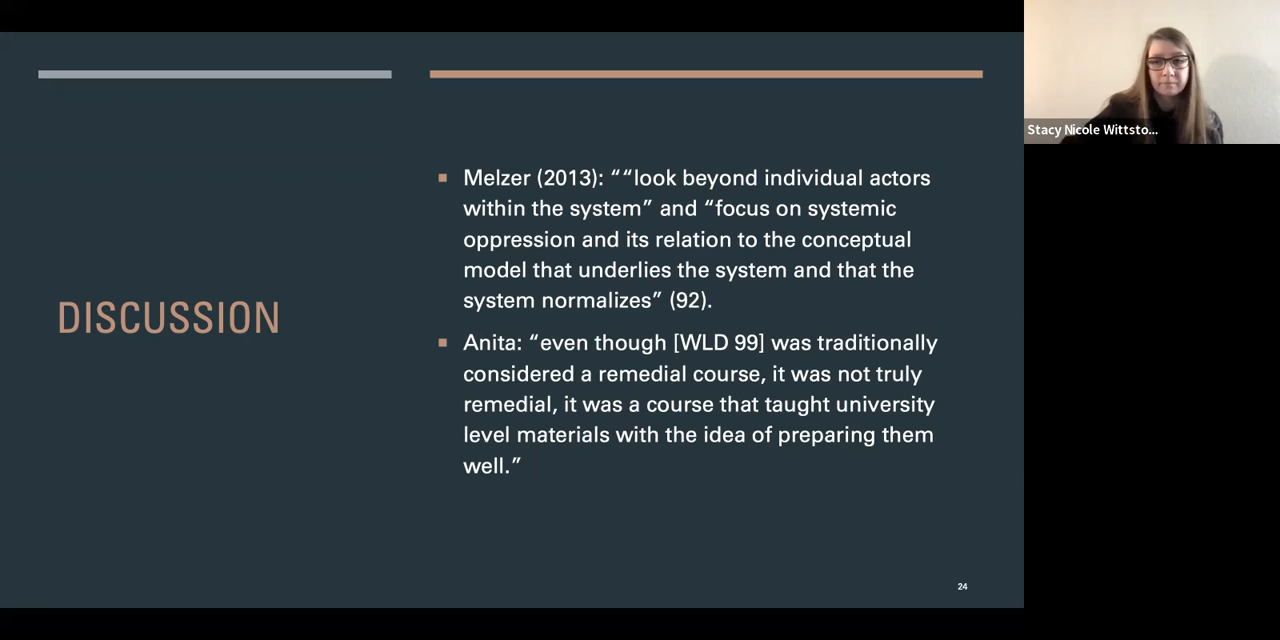 DISCUSSION
Melzer (2013): ““look beyond individual actors
within the system” and “focus on systemic
oppression and its relation to the conceptual
model that underlies the system and that the
system normalizes” (92).
Anita: “even though [WLD 99] was traditionally
considered a remedial course, it was not truly
remedial, it was a course that taught university
level materials with the idea of preparing them
well.”
24
Stacy Nicole Wittsto...